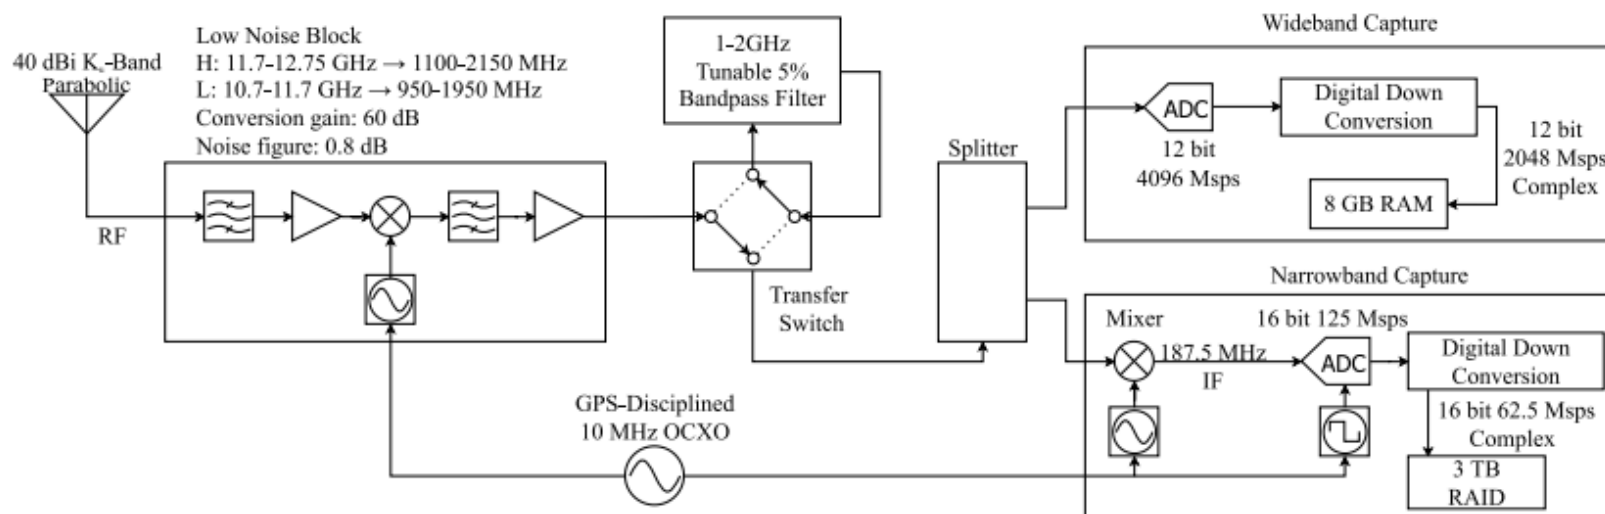 40 dBi Kᵤ-Band
Parabolic
RF
Low Noise Block
H: 11.7-12.75 GHz → 1100-2150 MHz
L: 10.7-11.7 GHz → 950-1950 MHz
Conversion gain: 60 dB
Noise figure: 0.8 dB
1-2GHz
Tunable 5%
Bandpass Filter
Transfer
Switch
GPS-Disciplined
10 MHz OCXO
Splitter
Wideband Capture
ADC
12 bit
4096 Msps
Digital Down
Conversion
12 bit
2048 Msps
Complex
8 GB RAM
Narrowband Capture
Mixer
187.5 MHz
IF
16 bit 125 Msps
ADC
Digital Down
Conversion
16 bit 62.5 Msps
Complex
3 TB
RAID